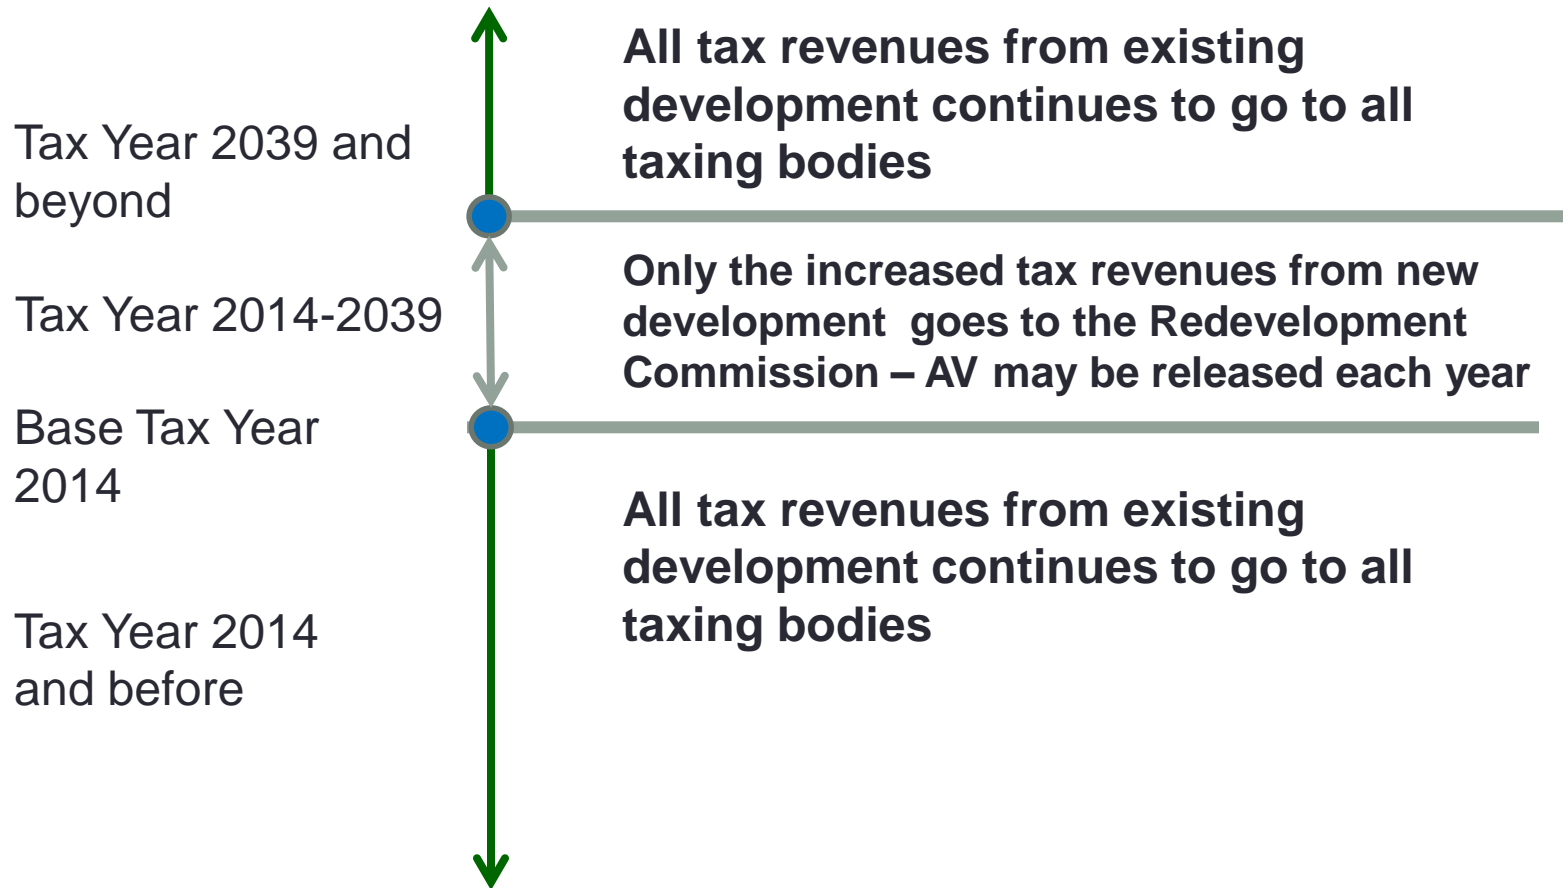 All tax revenues from existing
development continues to go to all
taxing bodies
Tax Year 2039 and
beyond
Only the increased tax revenues from new
development  goes to the Redevelopment
Commission – AV may be released each year
Tax Year 2014-2039
Base Tax Year
2014
All tax revenues from existing
development continues to go to all
taxing bodies
Tax Year 2014
and before